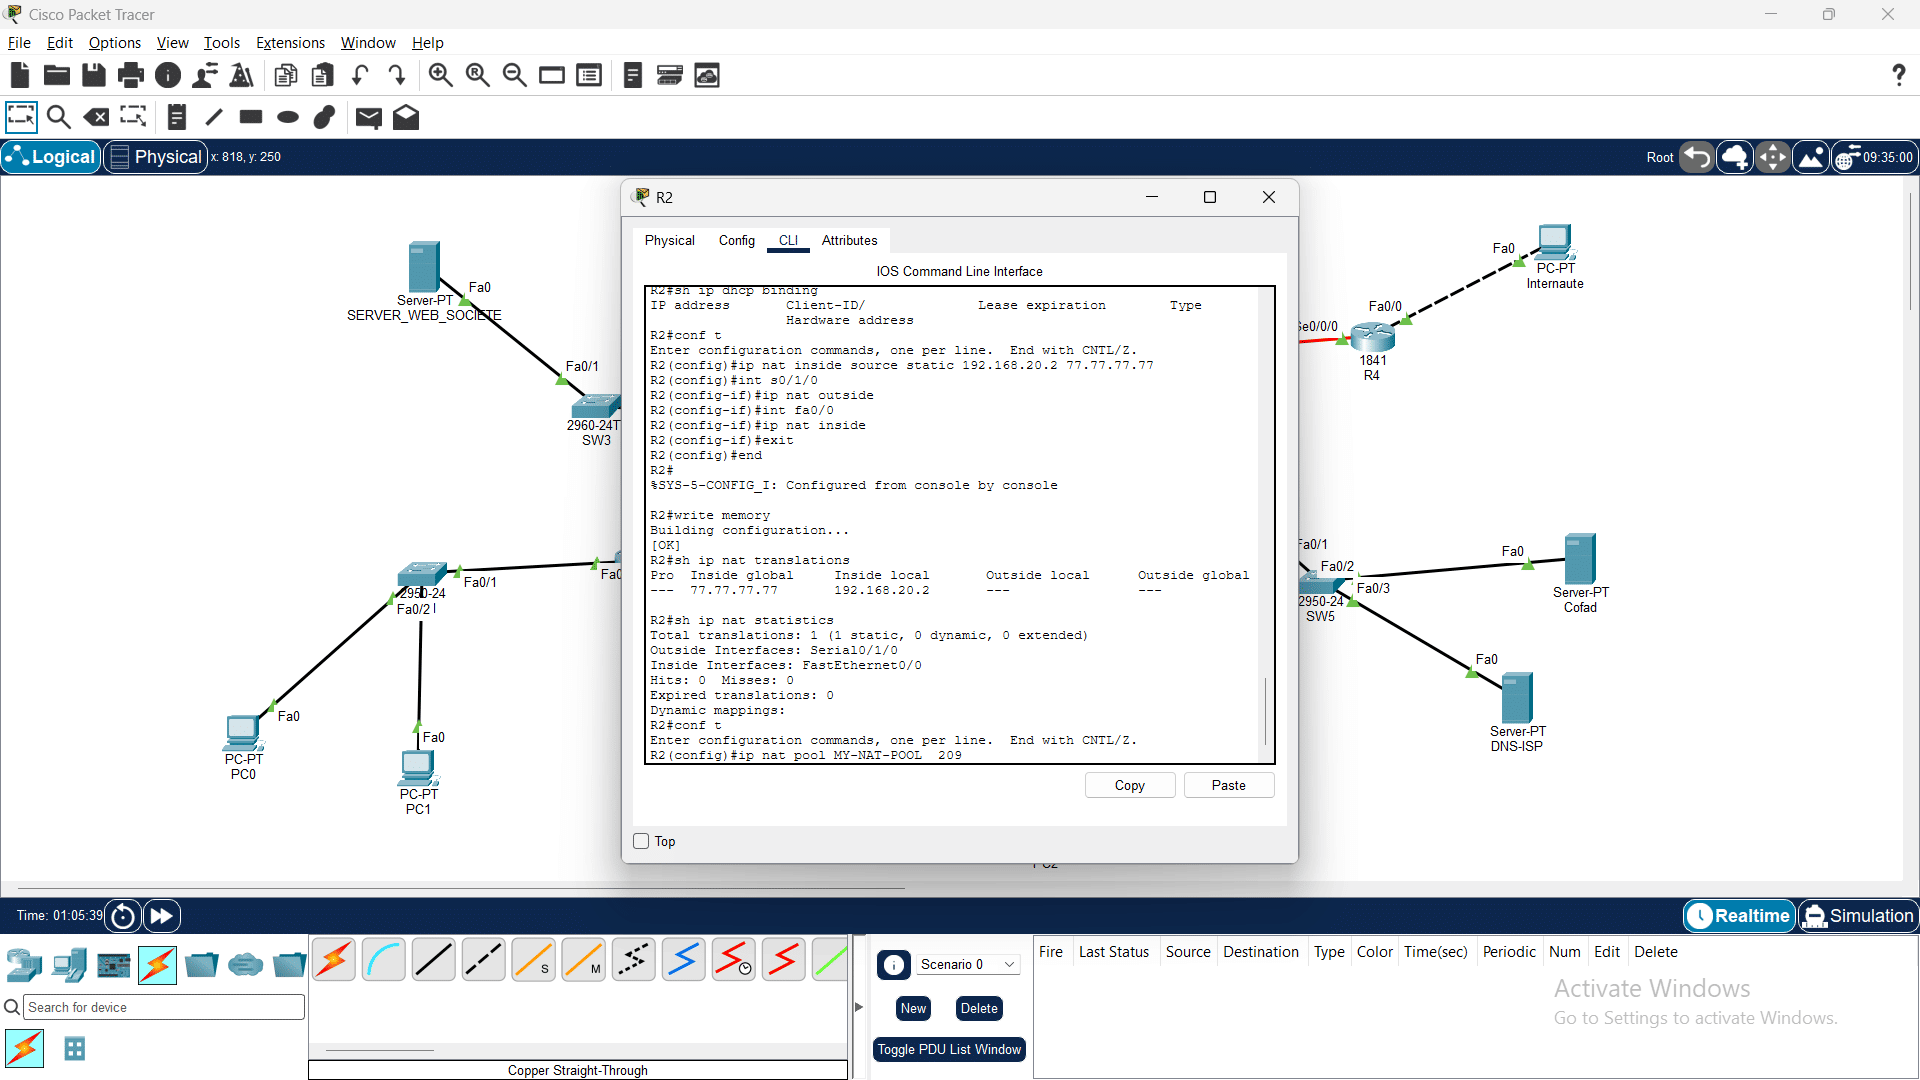 Cisco Packet Tracer
File Edit Options View Tools Extensions Window Help
Logical Physical x: 818, y: 250 Root 09:35:00
R2
Physical Config CLI Attributes
IOS Command Line Interface
R2#sh ip dhcp binding
IP address Client-ID/ Lease expiration Type
Hardware address
R2#conf t
Enter configuration commands, one per line. End with CNTL/Z.
R2(config)#ip nat inside source static 192.168.20.2 77.77.77.77
R2(config)#int s0/1/0
R2(config-if)#ip nat outside
R2(config-if)#int fa0/0
R2(config-if)#ip nat inside
R2(config-if)#exit
R2(config)#end
R2#
%SYS-5-CONFIG_I: Configured from console by console
R2#write memory
Building configuration...
[OK]
R2#sh ip nat translations
Pro Inside global Inside local Outside local Outside global
--- 77.77.77.77 192.168.20.2 --- ---
R2#sh ip nat statistics
Total translations: 1 (1 static, 0 dynamic, 0 extended)
Outside Interfaces: Serial0/1/0
Inside Interfaces: FastEthernet0/0
Hits: 0 Misses: 0
Expired translations: 0
Dynamic mappings:
R2#conf t
Enter configuration commands, one per line. End with CNTL/Z.
R2(config)#ip nat pool MY-NAT-POOL 209
Copy Paste
Top
Fa0
Server-PT
SERVER_WEB_SOCIETE
Fa0/1
2960-24T
SW3
Fa0
Fa0/1
2950-24
Fa0/2
Fa0
PC-PT
PC0
Fa0
PC-PT
PC1
Fa0
PC-PT
Internaute
Fa0/0
Se0/0/0
1841
R4
Fa0/1
Fa0/2
Fa0/3
2950-24
SW5
Fa0
Server-PT
Cofad
Fa0
Server-PT
DNS-ISP
PC2
Time: 01:05:39 Realtime Simulation
S
M
Search for device
Copper Straight-Through
Scenario 0
New Delete
Toggle PDU List Window
Fire Last Status Source Destination Type Color Time(sec) Periodic Num Edit Delete
Activate Windows
Go to Settings to activate Windows.